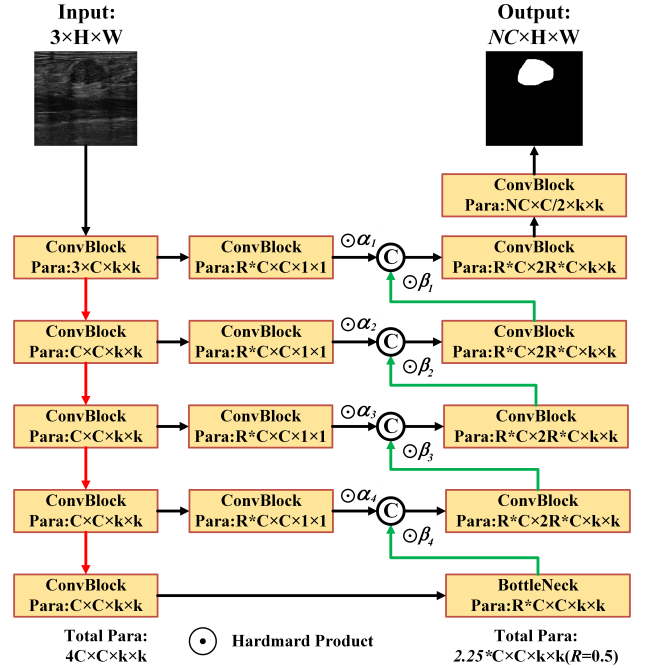 Input:
3×H×W
Output:
NC×H×W
ConvBlock
Para:NC×C/2×k×k
ConvBlock
Para:3×C×k×k
ConvBlock
Para:R*C×C×1×1
⊙α1
C
⊙β1
ConvBlock
Para:R*C×2R*C×k×k
ConvBlock
Para:C×C×k×k
ConvBlock
Para:R*C×C×1×1
⊙α2
C
⊙β2
ConvBlock
Para:R*C×2R*C×k×k
ConvBlock
Para:C×C×k×k
ConvBlock
Para:R*C×C×1×1
⊙α3
C
⊙β3
ConvBlock
Para:R*C×2R*C×k×k
ConvBlock
Para:C×C×k×k
ConvBlock
Para:R*C×C×1×1
⊙α4
C
⊙β4
ConvBlock
Para:R*C×2R*C×k×k
ConvBlock
Para:C×C×k×k
BottleNeck
Para:R*C×C×k×k
Total Para:
4C×C×k×k
⊙ Hardmard Product
Total Para:
2.25*C×C×k×k(R=0.5)